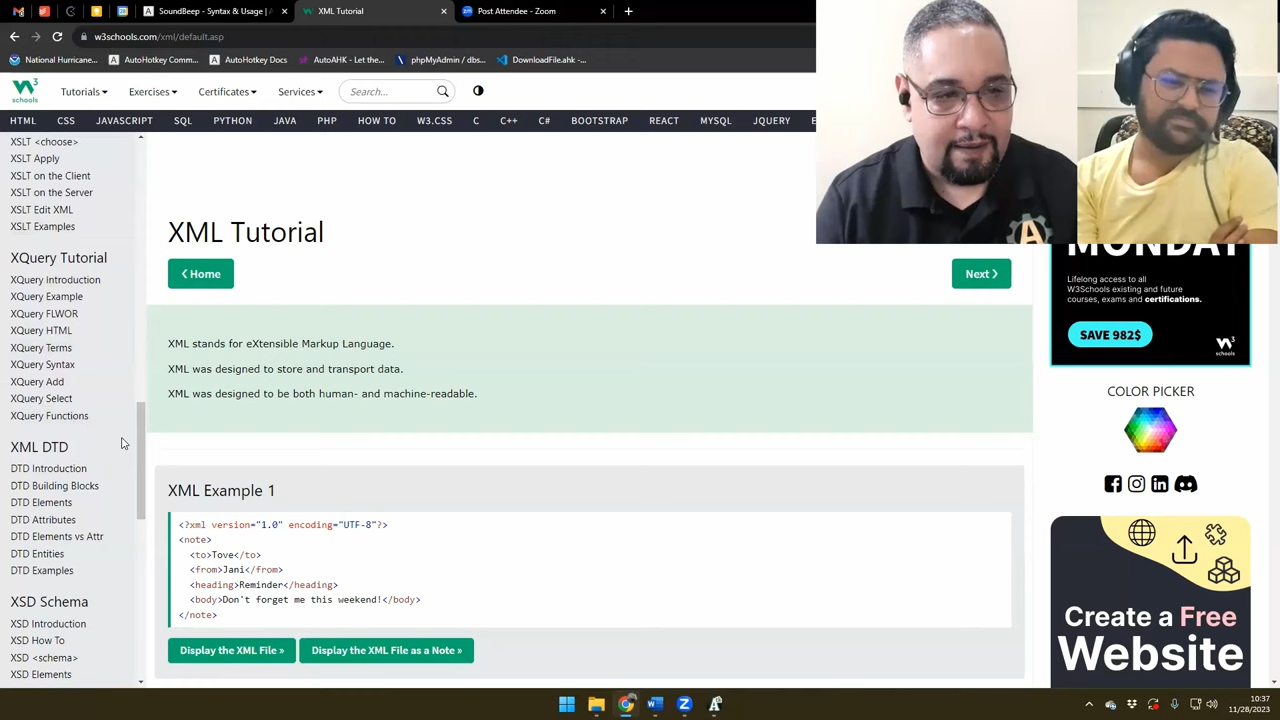 SoundBeep - Syntax & Usage | A
XML Tutorial
Post Attendee - Zoom
w3schools.com/xml/default.asp
National Hurricane...
AutoHotkey Comm...
AutoHotkey Docs
AutoAHK - Let the...
phpMyAdmin / dbs...
DownloadFile.ahk -...
W3
schools
Tutorials
Exercises
Certificates
Services
Search...
HTML CSS JAVASCRIPT SQL PYTHON JAVA PHP HOW TO W3.CSS C C++ C# BOOTSTRAP REACT MYSQL JQUERY
XSLT <choose>
XSLT Apply
XSLT on the Client
XSLT on the Server
XSLT Edit XML
XSLT Examples
XQuery Tutorial
XQuery Introduction
XQuery Example
XQuery FLWOR
XQuery HTML
XQuery Terms
XQuery Syntax
XQuery Add
XQuery Select
XQuery Functions
XML DTD
DTD Introduction
DTD Building Blocks
DTD Elements
DTD Attributes
DTD Elements vs Attr
DTD Entities
DTD Examples
XSD Schema
XSD Introduction
XSD How To
XSD <schema>
XSD Elements
XML Tutorial
❮ Home
Next ❯
XML stands for eXtensible Markup Language.
XML was designed to store and transport data.
XML was designed to be both human- and machine-readable.
XML Example 1
<?xml version="1.0" encoding="UTF-8"?>
<note>
<to>Tove</to>
<from>Jani</from>
<heading>Reminder</heading>
<body>Don't forget me this weekend!</body>
</note>
Display the XML File »
Display the XML File as a Note »
MONDAY
Lifelong access to all
W3Schools existing and future
courses, exams and certifications.
SAVE 982$
W3
schools
COLOR PICKER
Create a Free
Website
10:37
11/28/2023